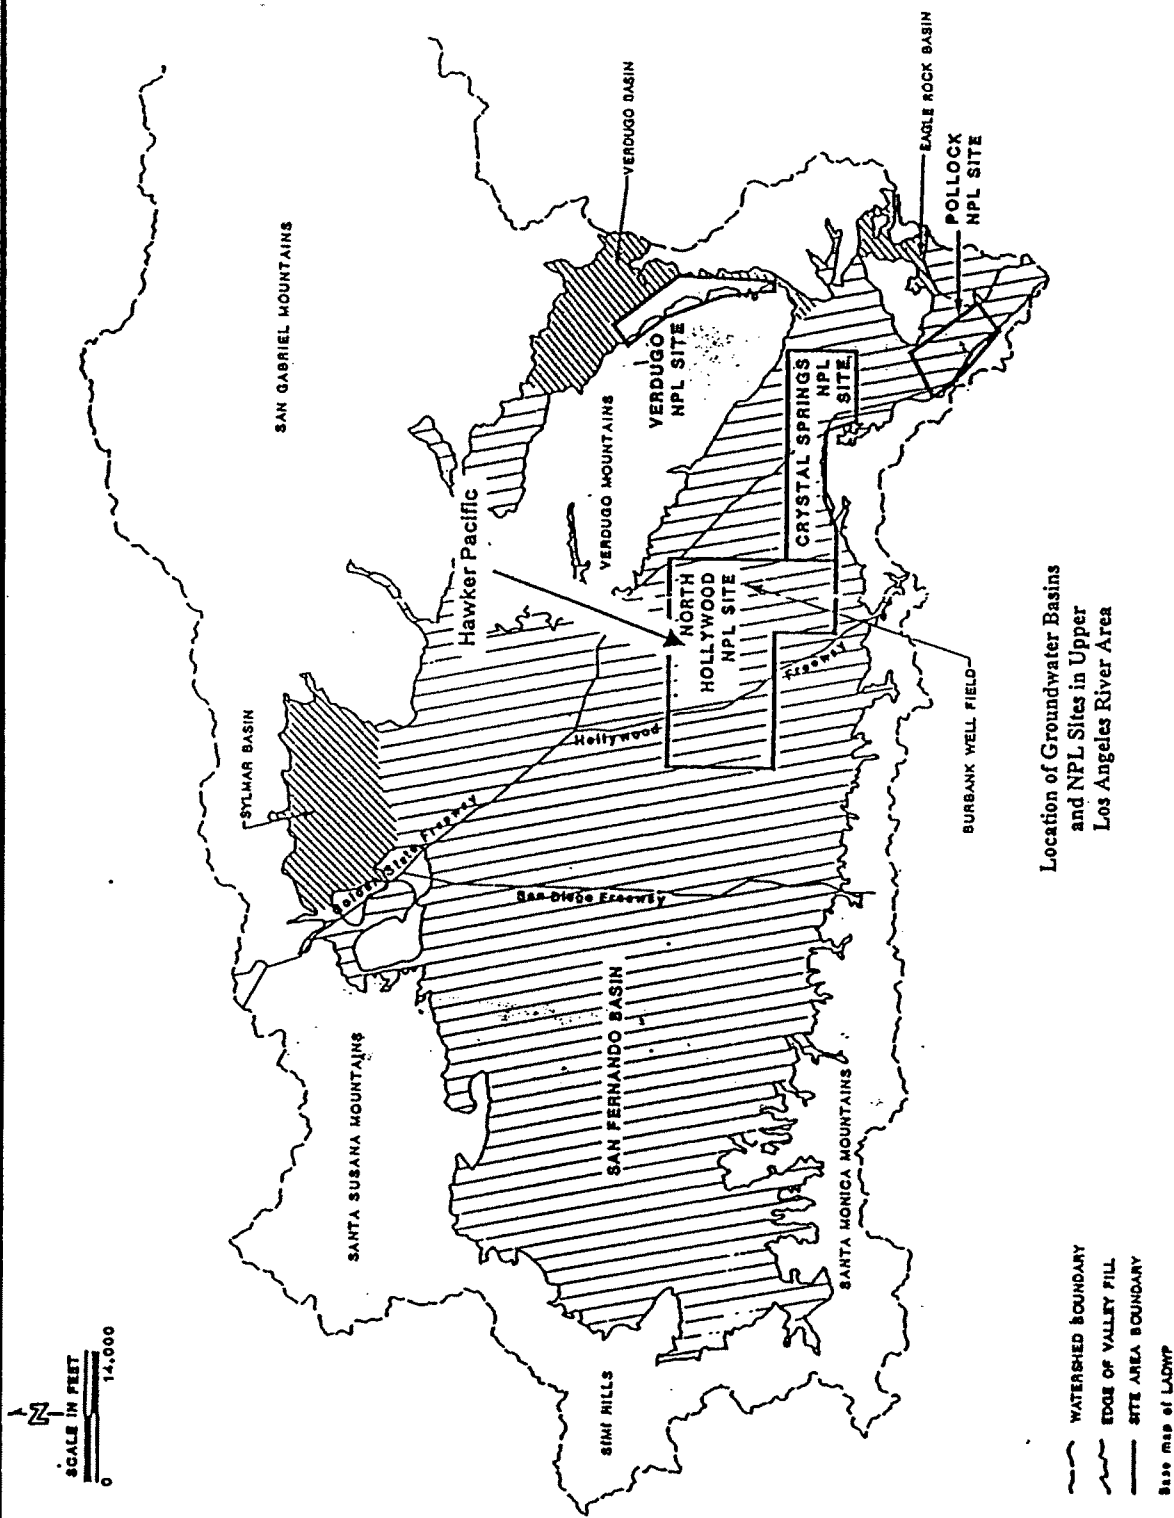 SCALE IN FEET
0
14,000
N
SAN GABRIEL MOUNTAINS
SYLMAR BASIN
SANTA SUSANA MOUNTAINS
SIMI HILLS
Golden State Freeway
Hawker Pacific
VERDUGO BASIN
VERDUGO
NPL SITE
VERDUGO MOUNTAINS
San Diego Freeway
Hollywood
Freeway
SAN FERNANDO BASIN
NORTH
HOLLYWOOD
NPL SITE
CRYSTAL SPRINGS
NPL
SITE
EAGLE ROCK BASIN
POLLOCK
NPL SITE
SANTA MONICA MOUNTAINS
BURBANK WELL FIELD
WATERSHED BOUNDARY
EDGE OF VALLEY FILL
SITE AREA BOUNDARY
Base map of LADWP
Location of Groundwater Basins
and NPL Sites in Upper
Los Angeles River Area